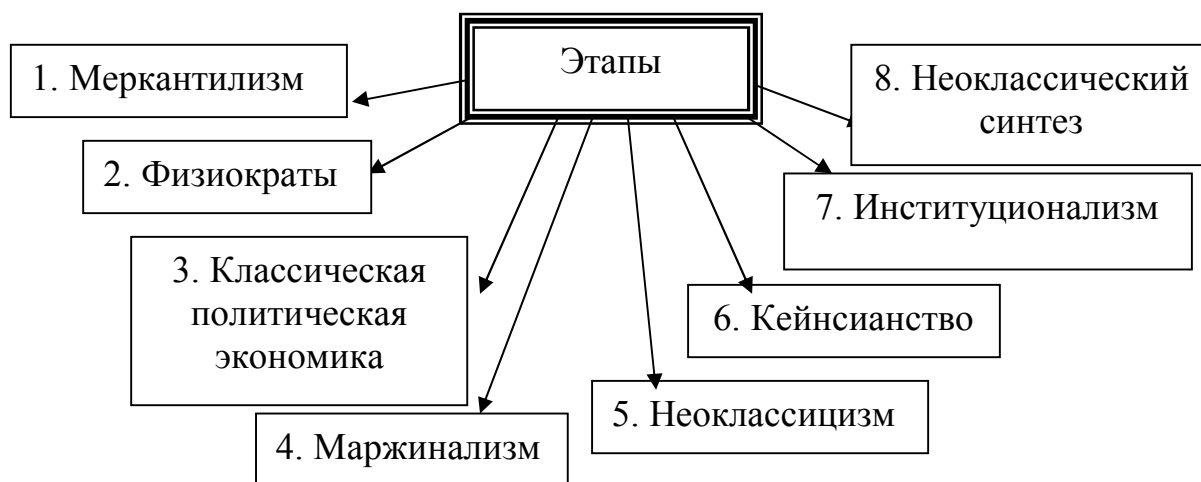 Этапы
1. Меркантилизм
2. Физиократы
3. Классическая
политическая
экономика
4. Маржинализм
5. Неоклассицизм
6. Кейнсианство
7. Институционализм
8. Неоклассический
синтез